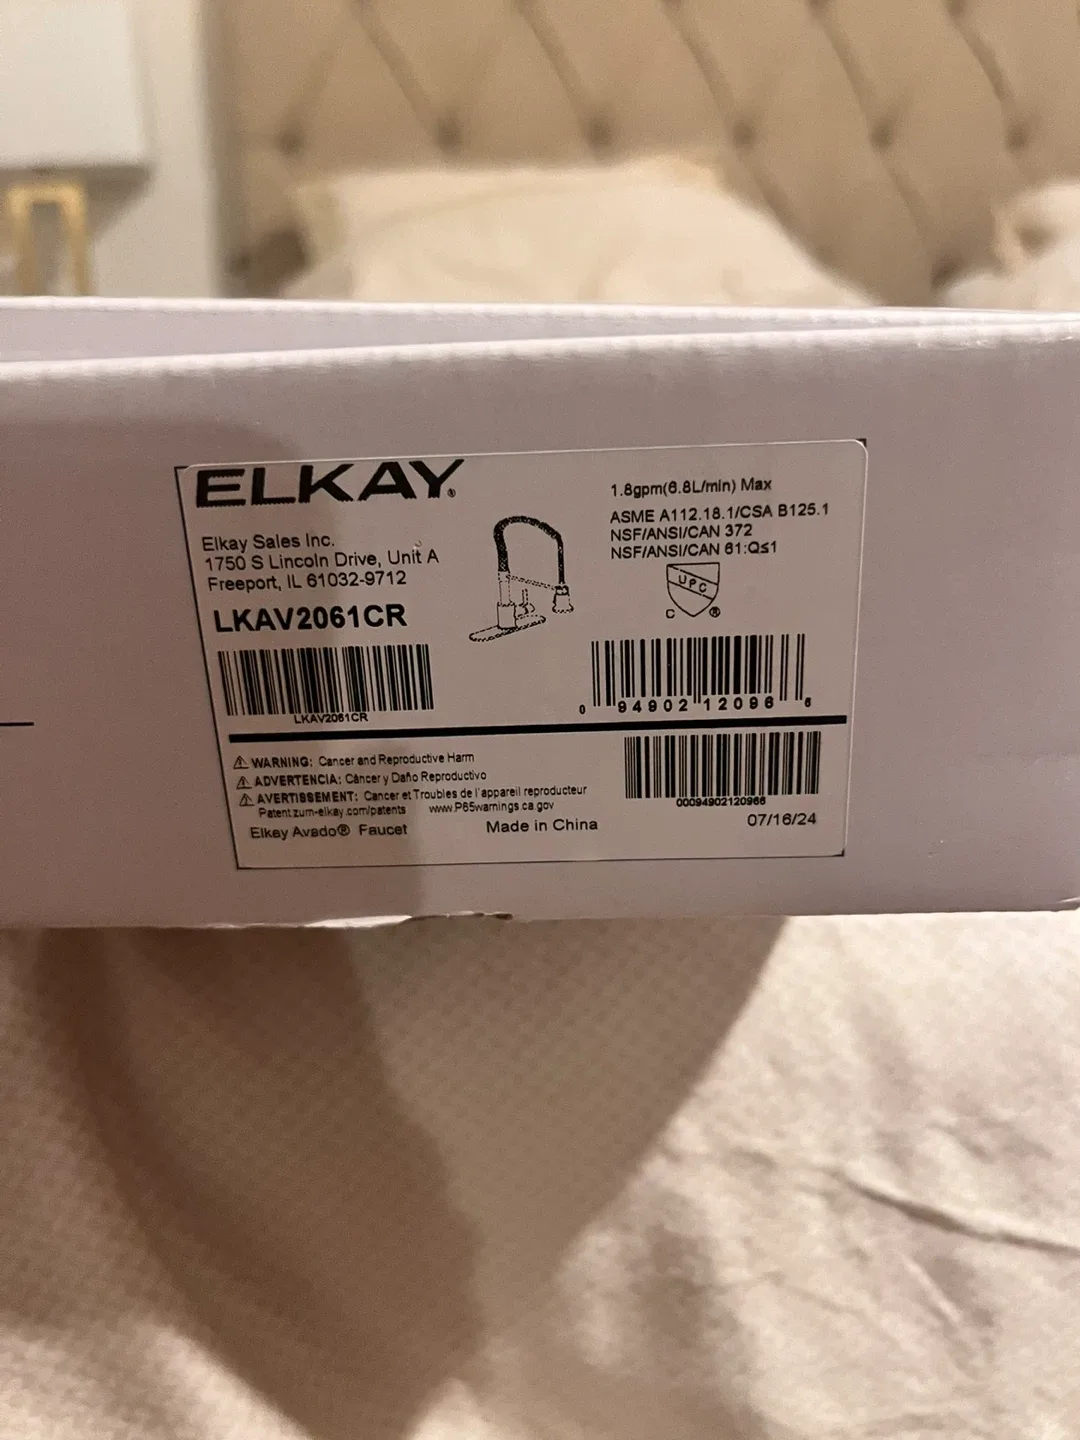 ELKAY®
Elkay Sales Inc.
1750 S Lincoln Drive, Unit A
Freeport, IL 61032-9712
LKAV2061CR
LKAV2061CR
1.8gpm(6.8L/min) Max
ASME A112.18.1/CSA B125.1
NSF/ANSI/CAN 372
NSF/ANSI/CAN 61:Q≤1
UPC
C ®
0 94902 12096 6
⚠ WARNING: Cancer and Reproductive Harm
⚠ ADVERTENCIA: Cáncer y Daño Reproductivo
⚠ AVERTISSEMENT: Cancer et Troubles de l'appareil reproducteur
Patent zurn-elkay.com/patents www.P65warnings.ca.gov
Elkay Avado® Faucet Made in China
00094902120966
07/16/24